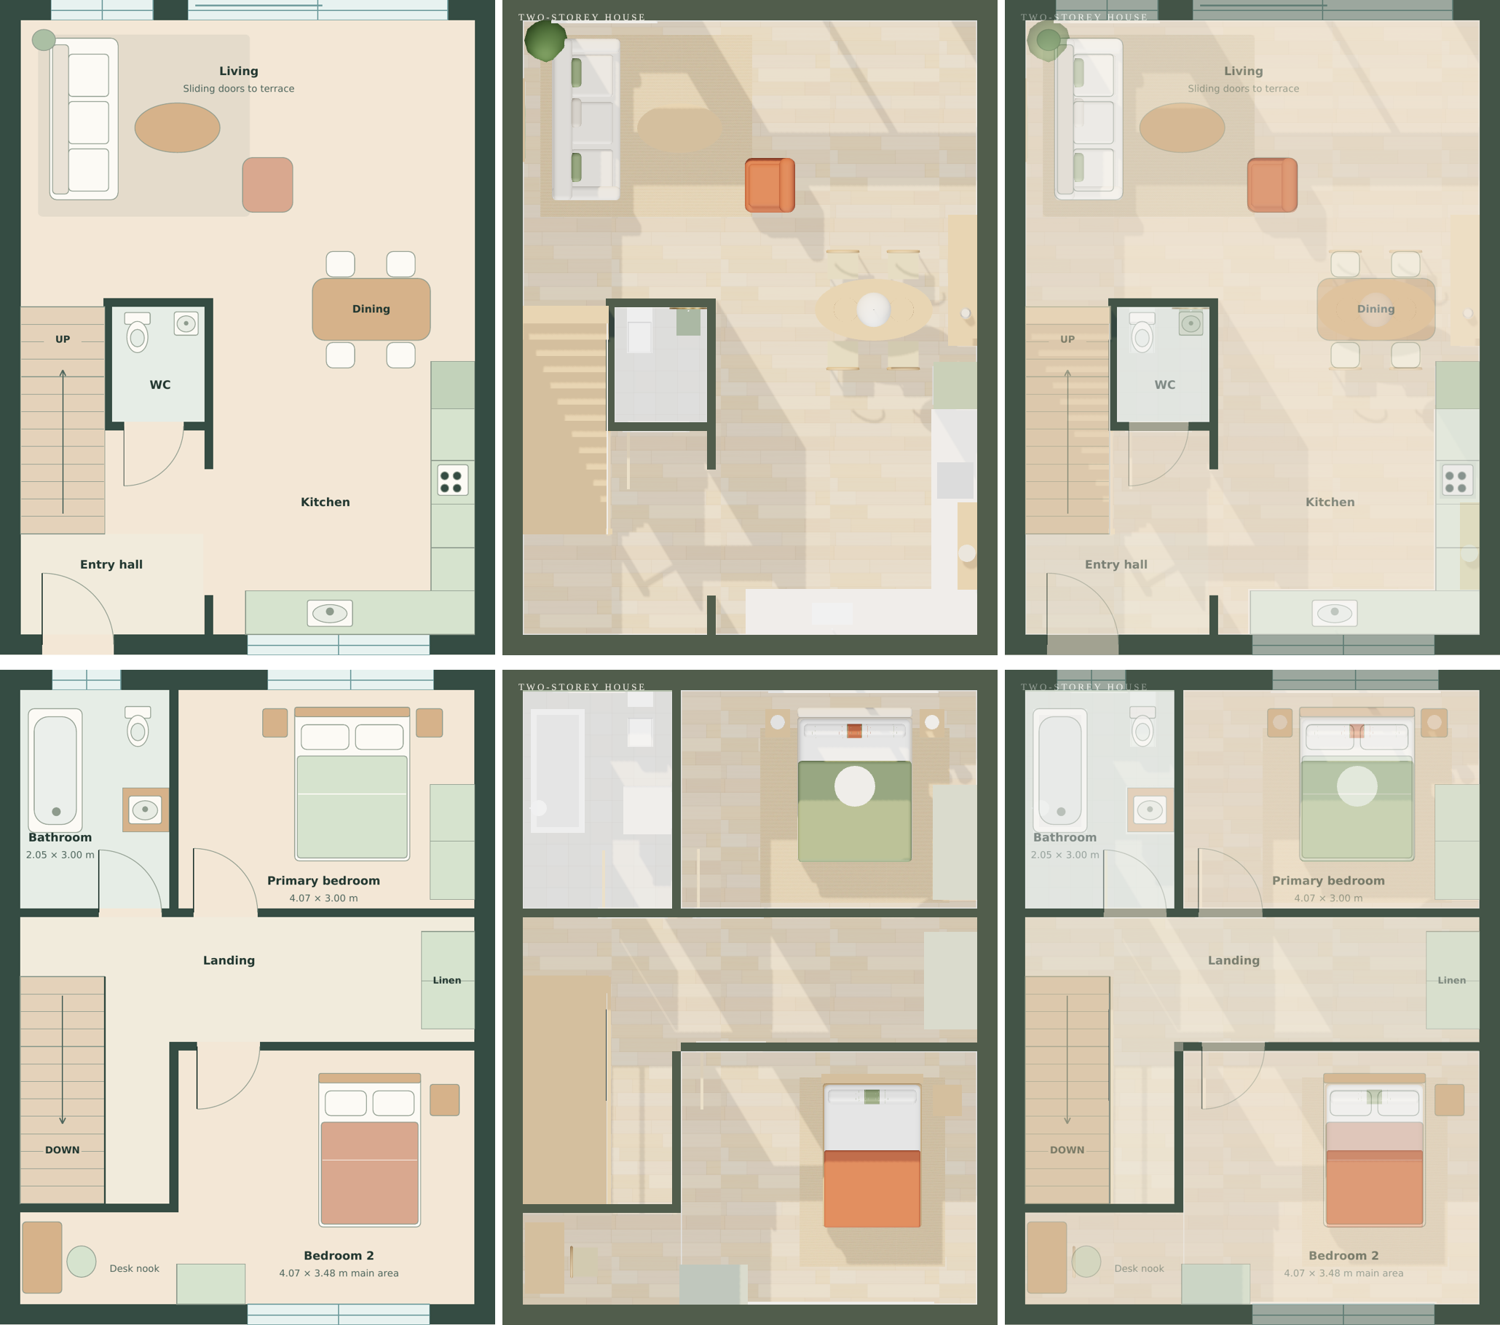 TWO-STOREY HOUSE
TWO-STOREY HOUSE
Living
Sliding doors to terrace
Dining
UP
WC
Kitchen
Entry hall
Living
Sliding doors to terrace
Dining
UP
WC
Kitchen
Entry hall
TWO-STOREY HOUSE
TWO-STOREY HOUSE
Bathroom
2.05 × 3.00 m
Primary bedroom
4.07 × 3.00 m
Landing
Linen
DOWN
Bedroom 2
4.07 × 3.48 m main area
Desk nook
Bathroom
2.05 × 3.00 m
Primary bedroom
4.07 × 3.00 m
Landing
Linen
DOWN
Bedroom 2
4.07 × 3.48 m main area
Desk nook